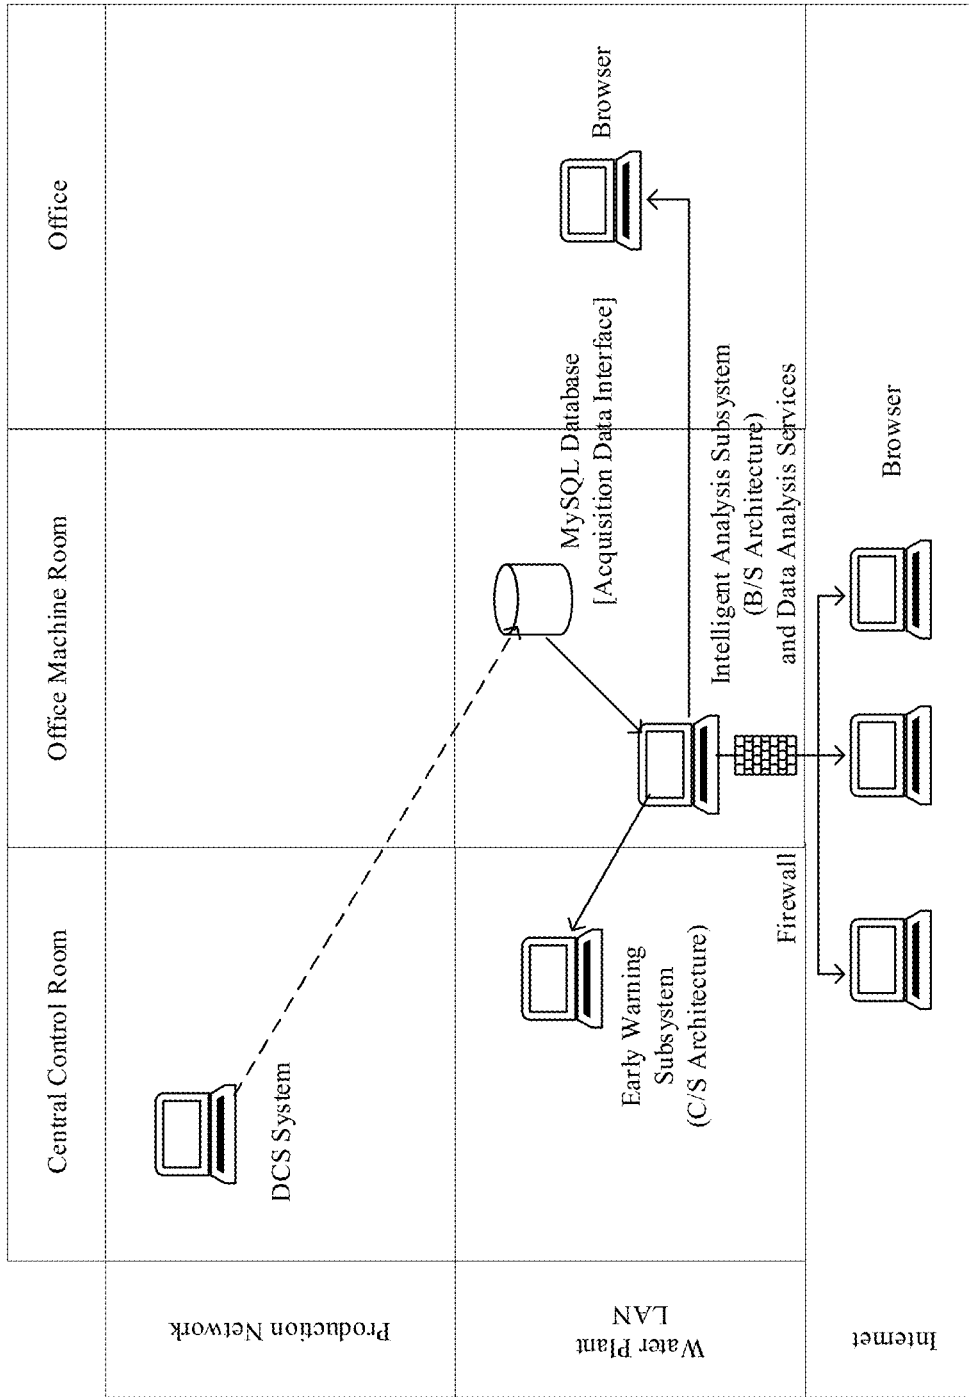 Central Control Room
Office Machine Room
Office
Production Network
DCS System
Water Plant
LAN
Early Warning
Subsystem
(C/S Architecture)
MySQL Database
[Acquisition Data Interface]
Browser
Intelligent Analysis Subsystem
(B/S Architecture)
and Data Analysis Services
Firewall
Internet
Browser